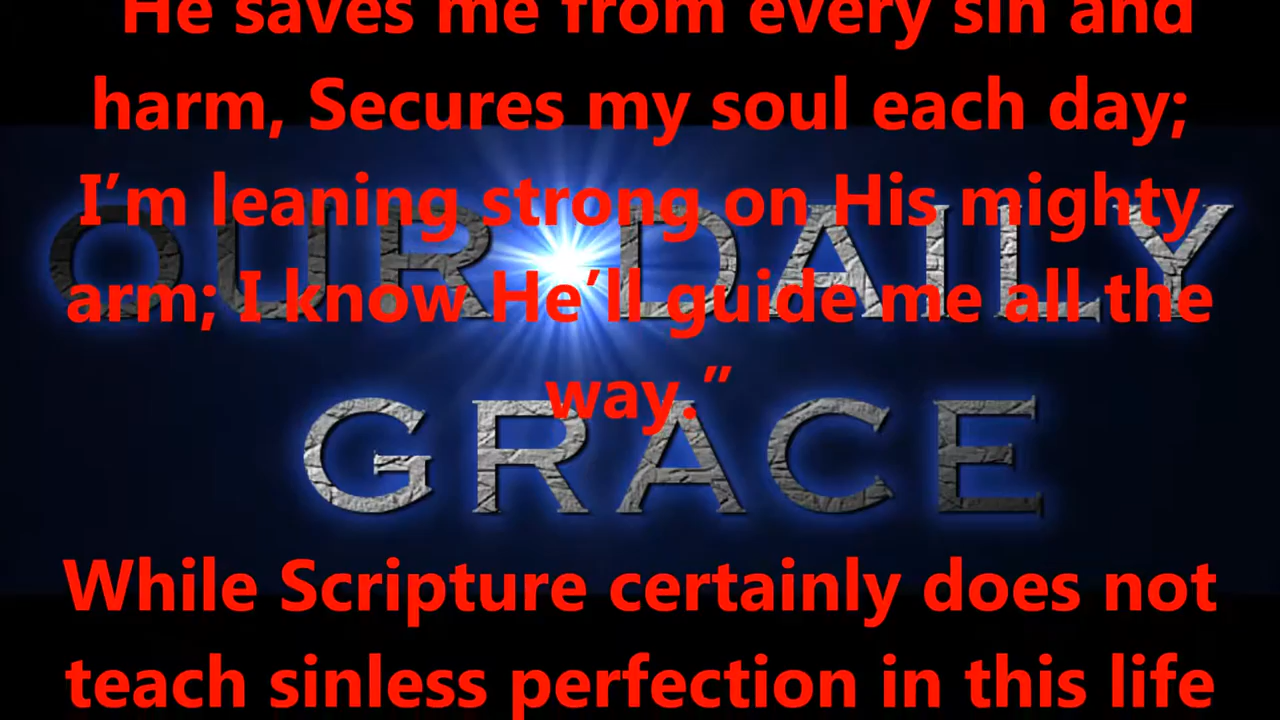 "He saves me from every sin and
harm, Secures my soul each day;
I’m leaning strong on His mighty
arm; I know He’ll guide me all the
way.”
While Scripture certainly does not
teach sinless perfection in this life
OUR DAILY
GRACE